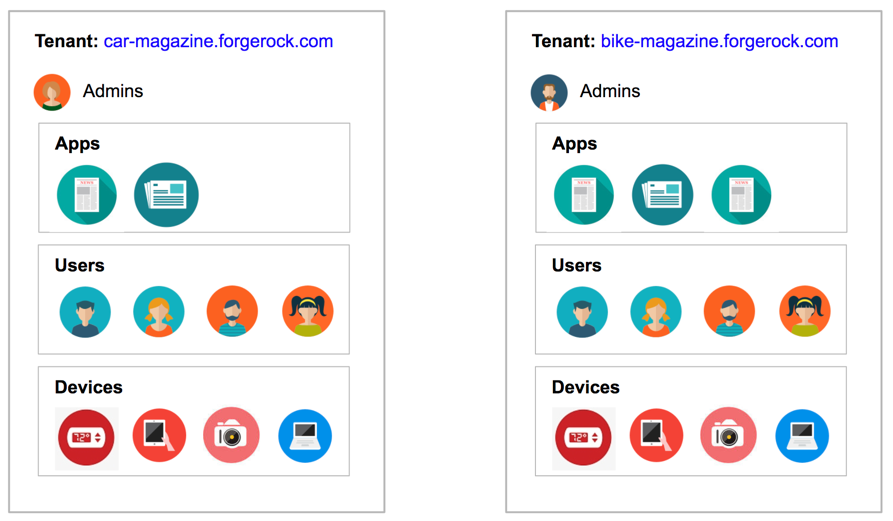 Tenant: car-magazine.forgerock.com
Admins
Apps
NEWS
Users
Devices
72°
Tenant: bike-magazine.forgerock.com
Admins
Apps
NEWS
NEWS
Users
Devices
72°